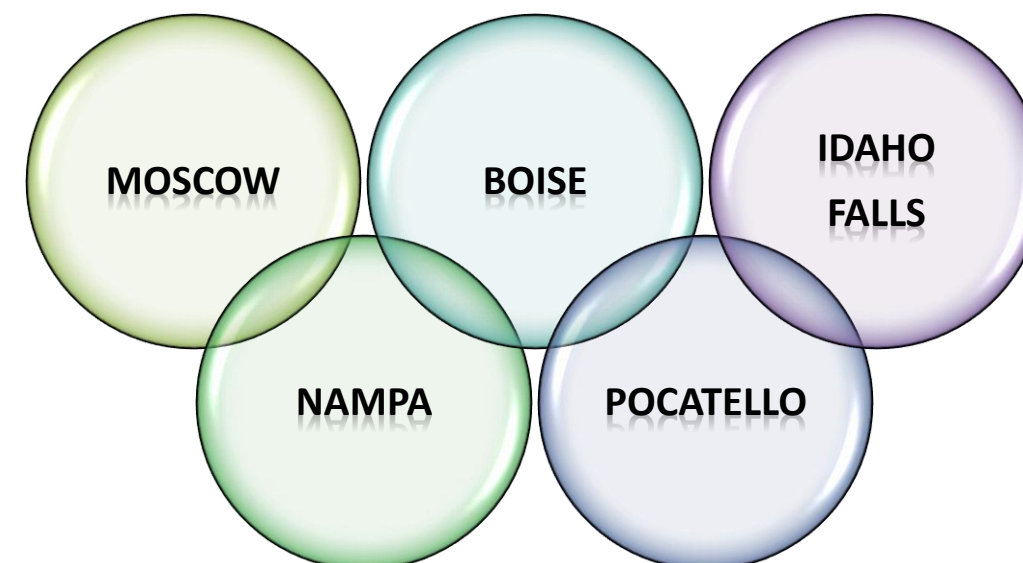 MOSCOW
BOISE
IDAHO
FALLS
NAMPA
POCATELLO